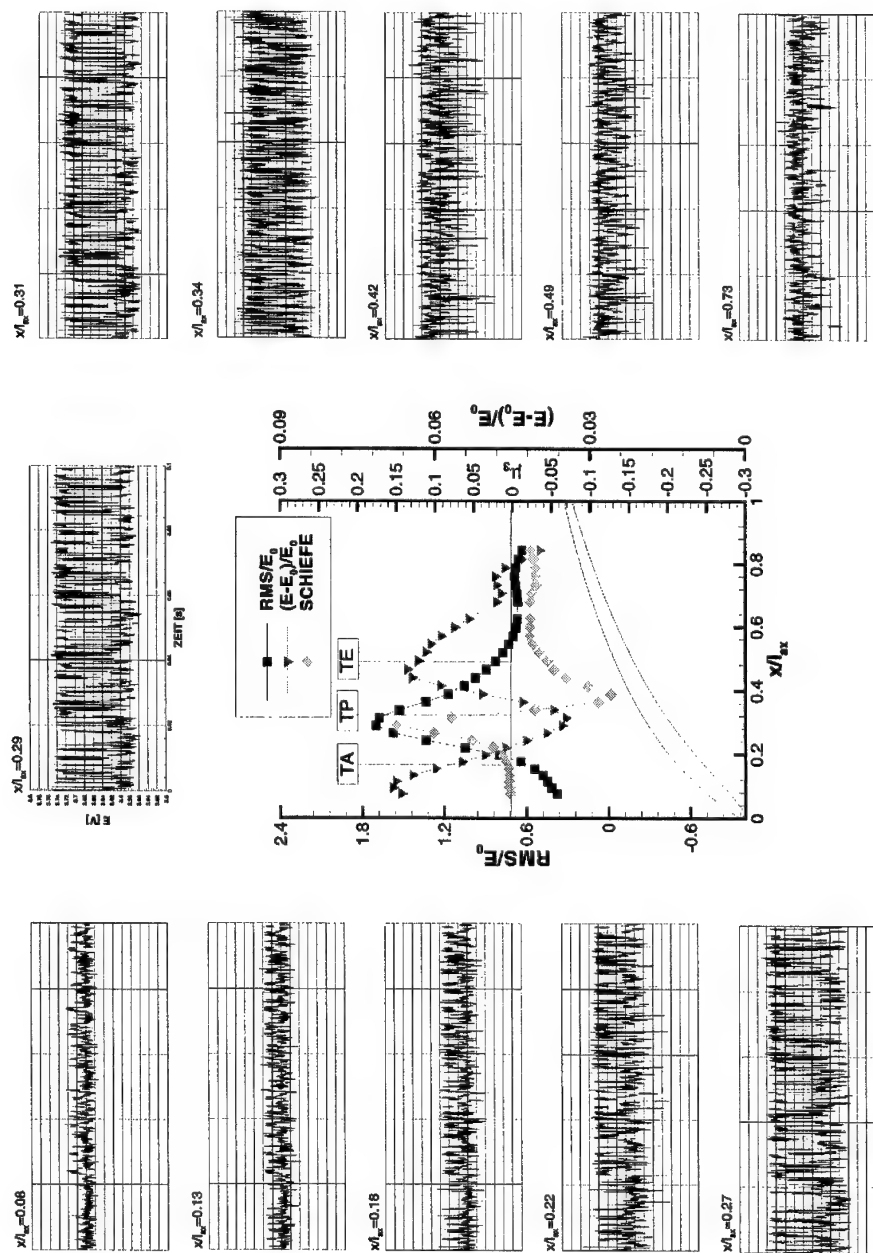 x/l_ax=0.06
x/l_ax=0.13
x/l_ax=0.18
x/l_ax=0.22
x/l_ax=0.27
x/l_ax=0.29
E [V]
ZEIT [s]
RMS/E_0
(E-E_0)/E_0
SCHIEFE
TA
TP
TE
2.4
1.8
1.2
0.6
0
-0.6
RMS/E_0
0
0.2
0.4
0.6
0.8
1
x/l_ax
0.3
0.25
0.2
0.15
0.1
0.05
0
-0.05
-0.1
-0.15
-0.2
-0.25
-0.3
0.09
0.06
0.03
0
(E-E_0)/E_0
x/l_ax=0.31
x/l_ax=0.34
x/l_ax=0.42
x/l_ax=0.49
x/l_ax=0.73